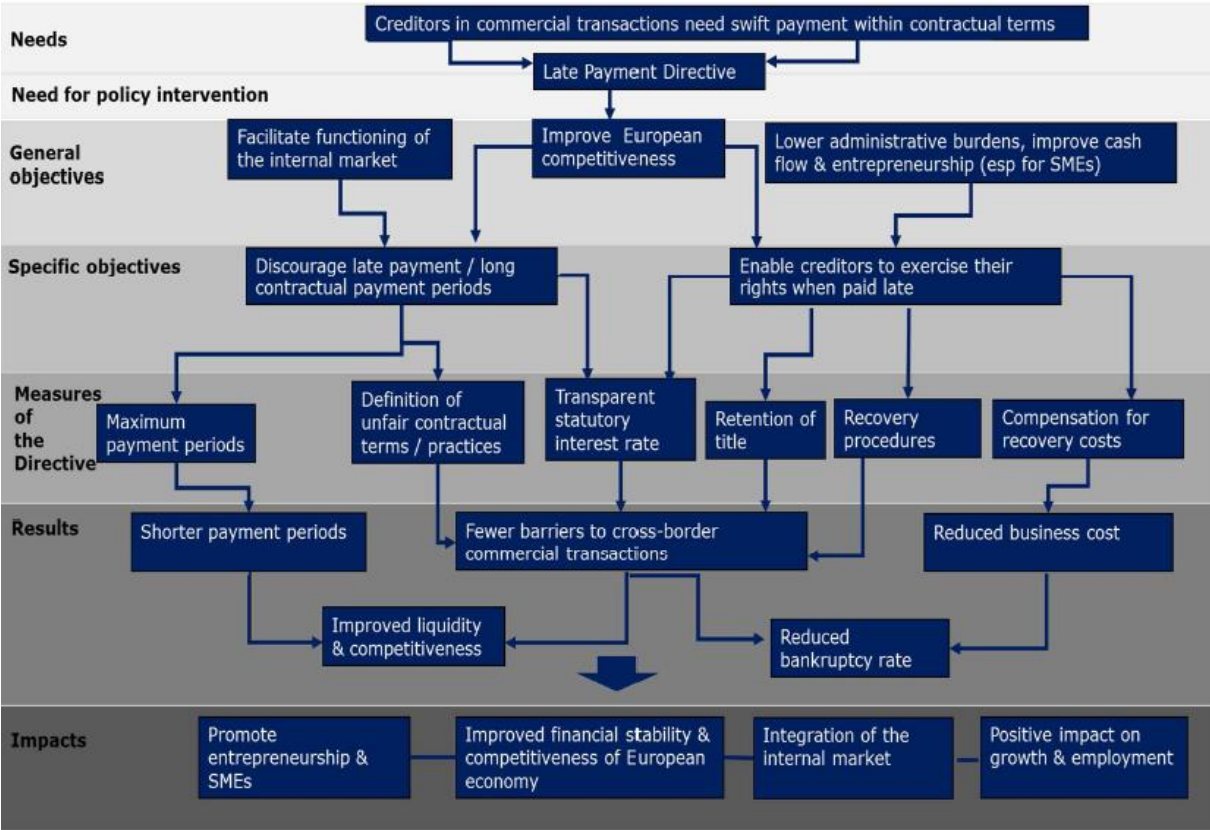 Needs
Creditors in commercial transactions need swift payment within contractual terms
Late Payment Directive
Need for policy intervention
General
objectives
Facilitate functioning of
the internal market
Improve European
competitiveness
Lower administrative burdens, improve cash
flow & entrepreneurship (esp for SMEs)
Specific objectives
Discourage late payment / long
contractual payment periods
Enable creditors to exercise their
rights when paid late
Measures
of
the
Directive
Maximum
payment periods
Definition of
unfair contractual
terms / practices
Transparent
statutory
interest rate
Retention of
title
Recovery
procedures
Compensation for
recovery costs
Results
Shorter payment periods
Fewer barriers to cross-border
commercial transactions
Reduced business cost
Improved liquidity
& competitiveness
Reduced
bankruptcy rate
Impacts
Promote
entrepreneurship &
SMEs
Improved financial stability &
competitiveness of European
economy
Integration of the
internal market
Positive impact on
growth & employment